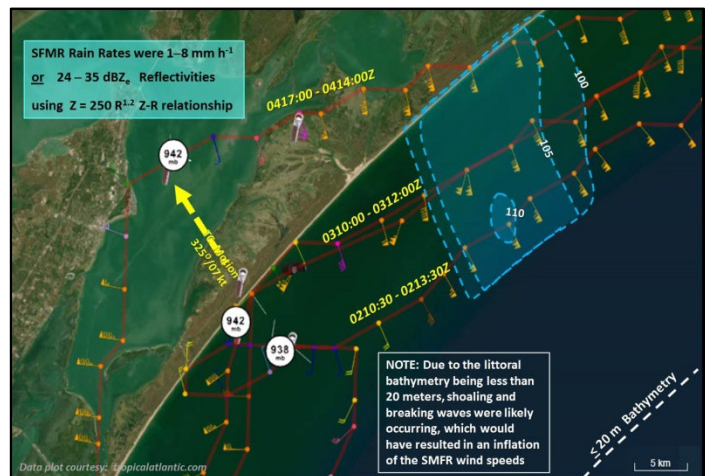 SFMR Rain Rates were 1–8 mm h-1
or 24 – 35 dBZe Reflectivities
using Z = 250 R1.2 Z-R relationship
0417:00 - 0414:00Z
100
105
110
942
mb
0310:00 - 0312:00Z
Motion
325°/07 kt
0210:30 - 0213:30Z
942
mb
938
mb
NOTE: Due to the littoral
bathymetry being less than
20 meters, shoaling and
breaking waves were likely
occurring, which would
have resulted in an inflation
of the SMFR wind speeds
≤ 20 m Bathymetry
5 km
Data plot courtesy: tropicalatlantic.com